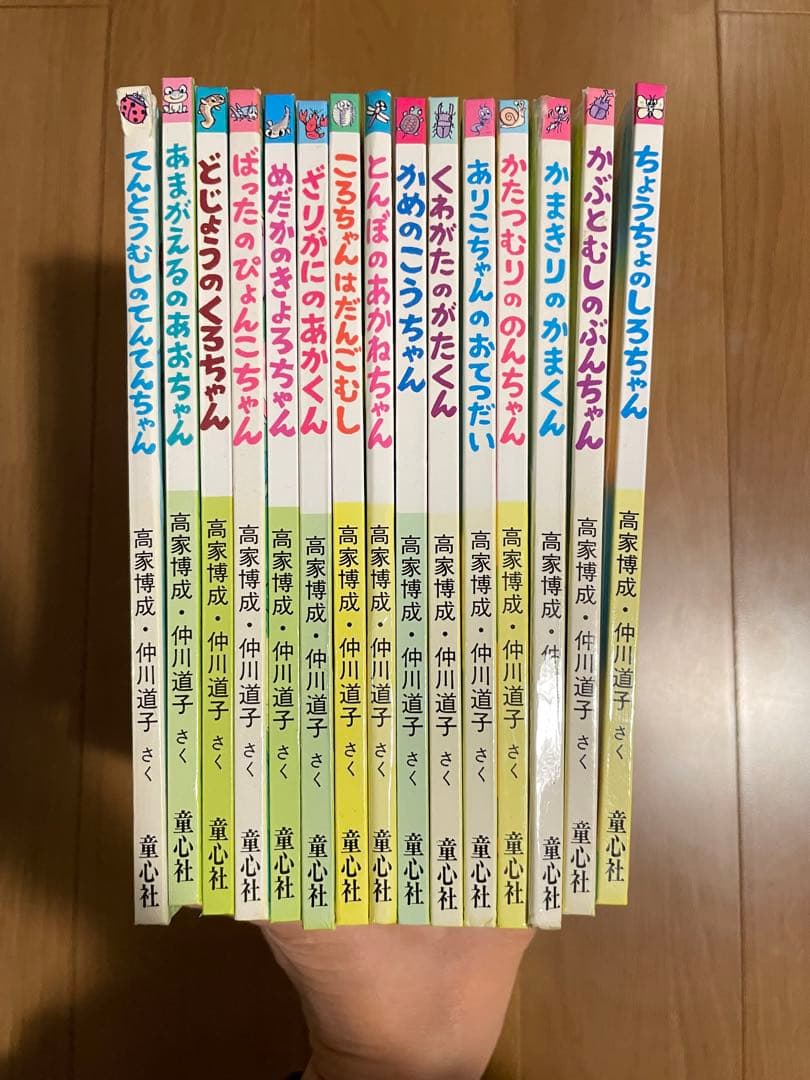 てんとうむしのてんてんちゃん
高家博成・仲川道子 さく
童心社
あまがえるのあおちゃん
高家博成・仲川道子 さく
童心社
どじょうのくろちゃん
高家博成・仲川道子 さく
童心社
ばったのぴょんこちゃん
高家博成・仲川道子 さく
童心社
めだかのきょろちゃん
高家博成・仲川道子 さく
童心社
ざりがにのあかくん
高家博成・仲川道子 さく
童心社
ころちゃんはだんごむし
高家博成・仲川道子 さく
童心社
とんぼのあかねちゃん
高家博成・仲川道子 さく
童心社
かめのこうちゃん
高家博成・仲川道子 さく
童心社
くわがたのがたくん
高家博成・仲川道子 さく
童心社
ありこちゃんのおてつだい
高家博成・仲川道子 さく
童心社
かたつむりののんちゃん
高家博成・仲川道子 さく
童心社
かまきりのかまくん
高家博成・仲
童心社
かぶとむしのぶんちゃん
高家博成・仲川道子 さく
童心社
ちょうちょのしろちゃん
高家博成・仲川道子 さく
童心社